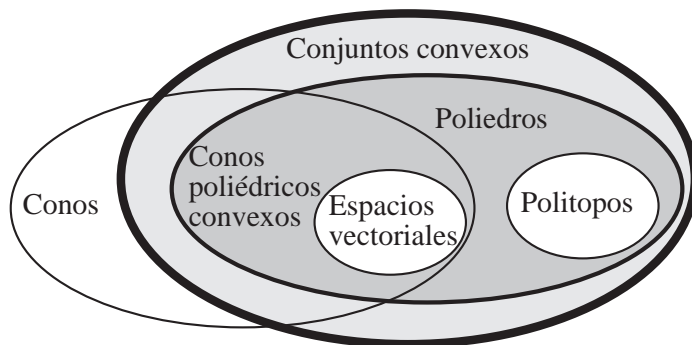 Conjuntos convexos
Poliedros
Conos
poliédricos
convexos
Conos
Espacios
vectoriales
Politopos